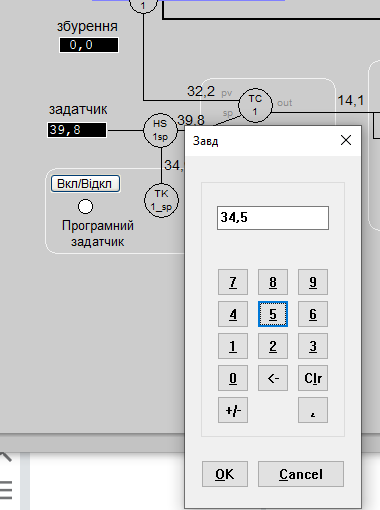 1
збурення
0,0
32,2
pv
TC
1
out
14,1
sp
задатчик
39,8
HS
1sp
39,8
Вкл/Відкл
TK
1_sp
Програмний
задатчик
Завд
34,5
7 8 9
4 5 6
1 2 3
0 <- Clr
+/- ,
OK Cancel